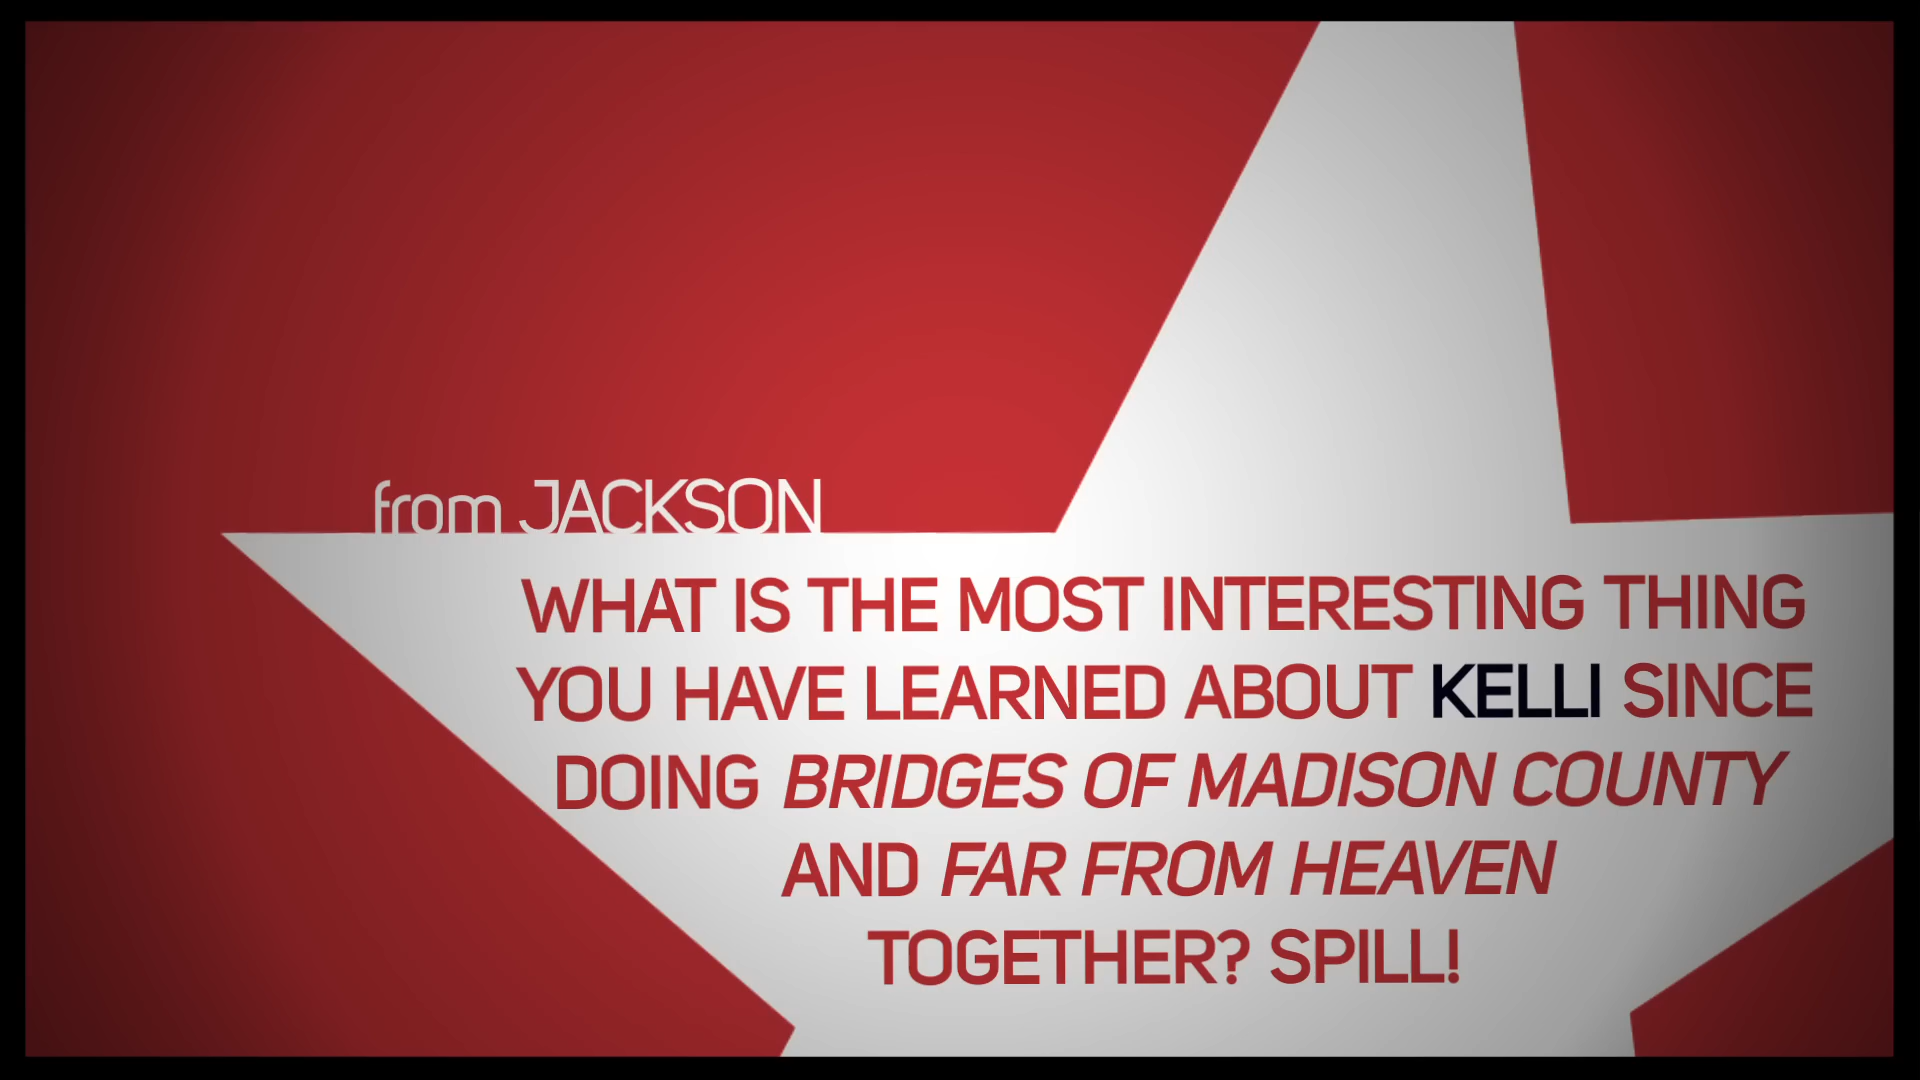 from JACKSON
WHAT IS THE MOST INTERESTING THING
YOU HAVE LEARNED ABOUT KELLI SINCE
DOING BRIDGES OF MADISON COUNTY
AND FAR FROM HEAVEN
TOGETHER? SPILL!